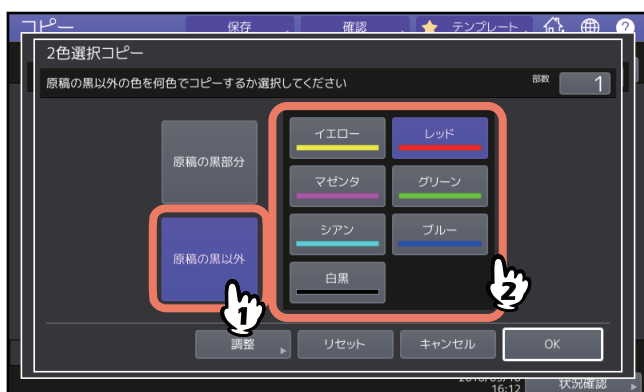 コピー
保存
確認
テンプレート
?
2色選択コピー
原稿の黒以外の色を何色でコピーするか選択してください
部数
1
原稿の黒部分
イエロー
レッド
マゼンタ
グリーン
原稿の黒以外
シアン
ブルー
白黒
1
2
調整
リセット
キャンセル
OK
16:12
状況確認